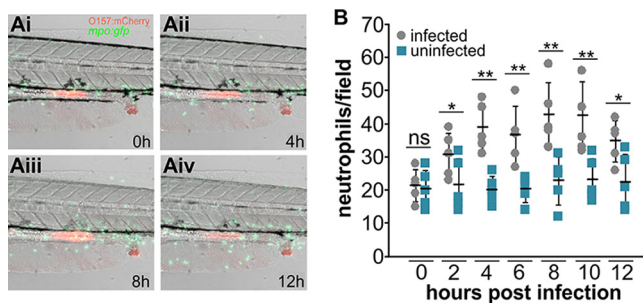 Ai
O157:mCherry
mpo:gfp
0h
Aii
4h
Aiii
8h
Aiv
12h
B
infected
uninfected
neutrophils/field
70
60
50
40
30
20
10
0
ns
*
**
**
**
**
*
0 2 4 6 8 10 12
hours post infection